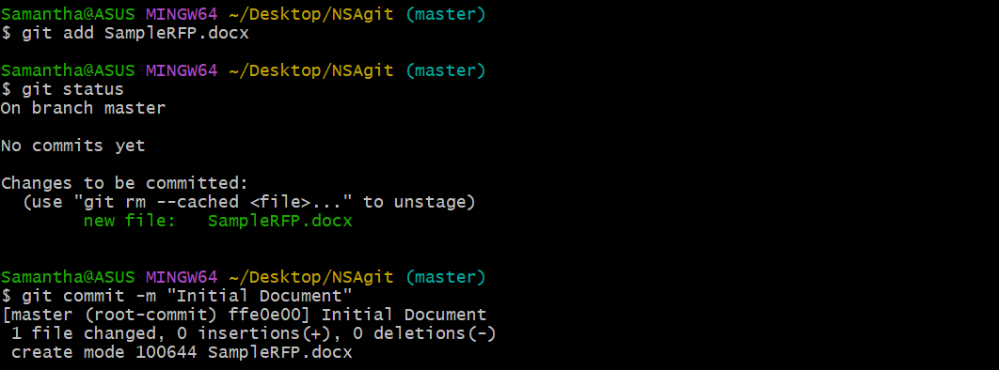 Samantha@ASUS MINGW64 ~/Desktop/NSAgit (master)
$ git add SampleRFP.docx
Samantha@ASUS MINGW64 ~/Desktop/NSAgit (master)
$ git status
On branch master
No commits yet
Changes to be committed:
  (use "git rm --cached <file>..." to unstage)
        new file:   SampleRFP.docx
Samantha@ASUS MINGW64 ~/Desktop/NSAgit (master)
$ git commit -m "Initial Document"
[master (root-commit) ffe0e00] Initial Document
 1 file changed, 0 insertions(+), 0 deletions(-)
 create mode 100644 SampleRFP.docx